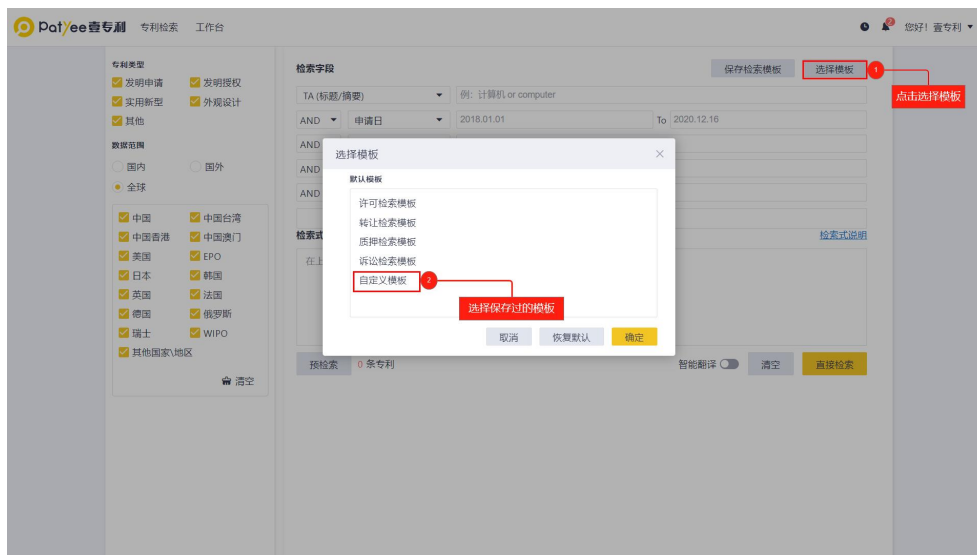 Patyee壹专利 专利检索 工作台 2 您好！壹专利
专利类型
发明申请 发明授权
实用新型 外观设计
其他
数据范围
国内 国外
全球
中国 中国台湾
中国香港 中国澳门
美国 EPO
日本 韩国
英国 法国
德国 俄罗斯
瑞士 WIPO
其他国家\地区
清空
检索字段 保存检索模板 选择模板 1
点击选择模板
TA (标题/摘要) 例: 计算机 or computer
AND 申请日 2018.01.01 To 2020.12.16
AND
AND
AND
选择模板
默认模板
许可检索模板
转让检索模板
质押检索模板
诉讼检索模板
自定义模板 2
选择保存过的模板
取消 恢复默认 确定
检索式 检索式说明
在上
预检索 0 条专利 智能翻译 清空 直接检索